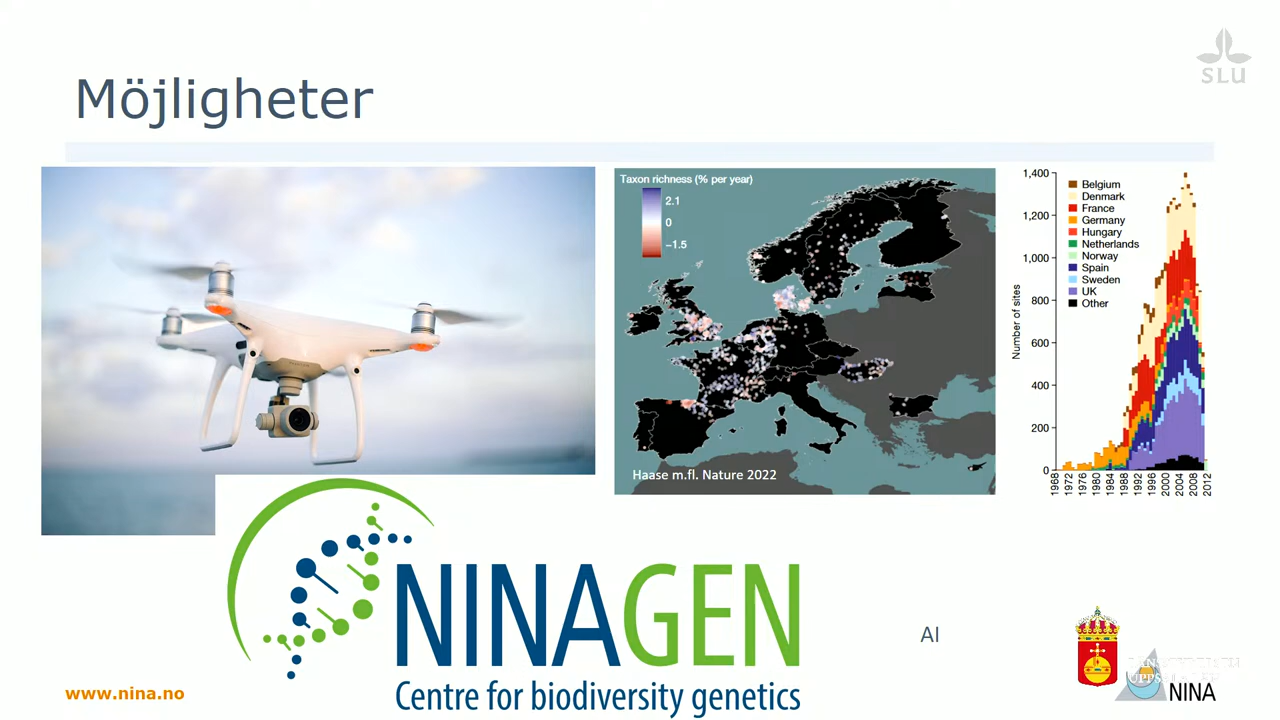 SLU
Möjligheter
Taxon richness (% per year)
2.1
0
−1.5
Haase m.fl. Nature 2022
Number of sites
1,400
1,200
1,000
800
600
400
200
0
Belgium
Denmark
France
Germany
Hungary
Netherlands
Norway
Spain
Sweden
UK
Other
1968 1972 1976 1980 1984 1988 1992 1996 2000 2004 2008 2012
NINAGEN
Centre for biodiversity genetics
AI
www.nina.no
NINA